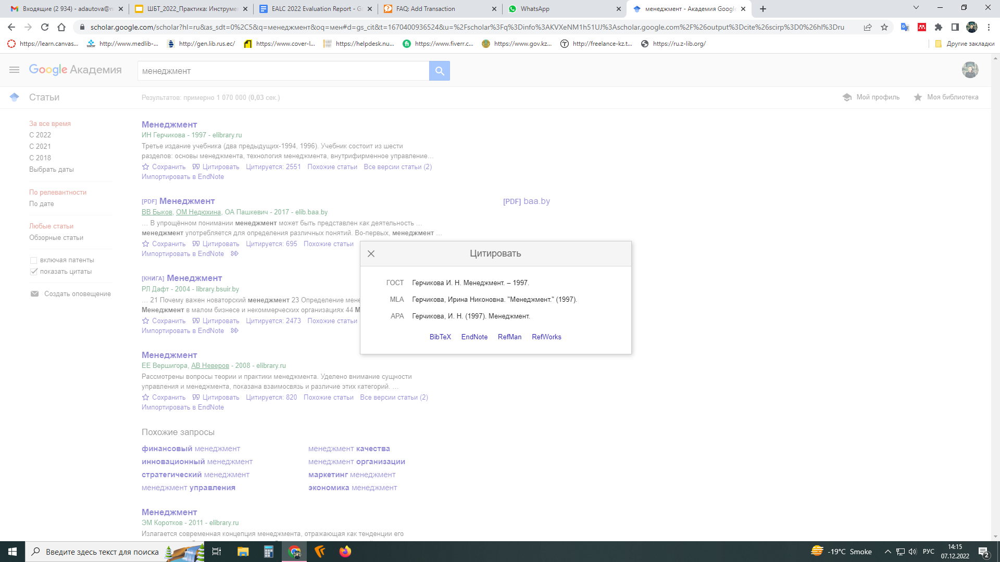 Входящие (2 934) - adautova@n
ШБТ_2022_Практика: Инструмен
EALC 2022 Evaluation Report - Go
FAQ: Add Transaction
WhatsApp
менеджмент - Академия Google
scholar.google.com/scholar?hl=ru&as_sdt=0%2C5&q=менеджмент&oq=мен#d=gs_cit&t=1670400936524&u=%2Fscholar%3Fq%3Dinfo%3AKVXeNM1h51UJ%3Ascholar.google.com%2F%26output%3Dcite%26scirp%3D0%26hl%3Dru
https://learn.canvas...
http://www.medlib-...
http://gen.lib.rus.ec/
https://www.cover-l...
https://helpdesk.nu...
https://www.fiverr.c...
https://www.gov.kz...
http://freelance-kz.t...
https://ru.z-lib.org/
Другие закладки
Google Академия
менеджмент
Статьи
Результатов: примерно 1 070 000 (0,03 сек.)
Мой профиль
Моя библиотека
За все время
С 2022
С 2021
С 2018
Выбрать даты
По релевантности
По дате
Любые статьи
Обзорные статьи
включая патенты
показать цитаты
Создать оповещение
Менеджмент
ИН Герчикова - 1997 - elibrary.ru
Третье издание учебника (два предыдущих-1994, 1996). Учебник состоит из шести
разделов: основы менеджмента, технология менеджмента, внутрифирменное управление…
Сохранить Цитировать Цитируется: 2551 Похожие статьи Все версии статьи (2)
Импортировать в EndNote
[PDF] Менеджмент
[PDF] baa.by
ВВ Быков, ОМ Недюхина, ОА Пашкевич - 2017 - elib.baa.by
… В упрощённом понимании менеджмент может быть представлен как деятельность …
менеджмент употребляется для определения различных понятий. Во-первых, менеджмент …
Сохранить Цитировать Цитируется: 695 Похожие статьи
Импортировать в EndNote
[КНИГА] Менеджмент
РЛ Дафт - 2004 - library.bsuir.by
… 21 Почему важен новаторский менеджмент 23 Определение мене
Менеджмент в малом бизнесе и некоммерческих организациях 44 М
Сохранить Цитировать Цитируется: 2473 Похожие статьи
Импортировать в EndNote
Цитировать
ГОСТ Герчикова И. Н. Менеджмент. – 1997.
MLA Герчикова, Ирина Никоновна. "Менеджмент." (1997).
APA Герчикова, И. Н. (1997). Менеджмент.
BibTeX EndNote RefMan RefWorks
Менеджмент
ЕЕ Вершигора, АВ Неверов - 2008 - elibrary.ru
Рассмотрены вопросы теории и практики менеджмента. Уделено внимание сущности
управления и менеджмента, показана взаимосвязь и различие этих категорий. …
Сохранить Цитировать Цитируется: 820 Похожие статьи Все версии статьи (2)
Импортировать в EndNote
Похожие запросы
финансовый менеджмент
менеджмент качества
инновационный менеджмент
менеджмент организации
стратегический менеджмент
маркетинг менеджмент
менеджмент управления
экономика менеджмент
Менеджмент
ЭМ Коротков - 2011 - elibrary.ru
Излагается современная концепция менеджмента, отражающая как тенденции его
Введите здесь текст для поиска
-19°C Smoke
РУС
14:15
07.12.2022
2